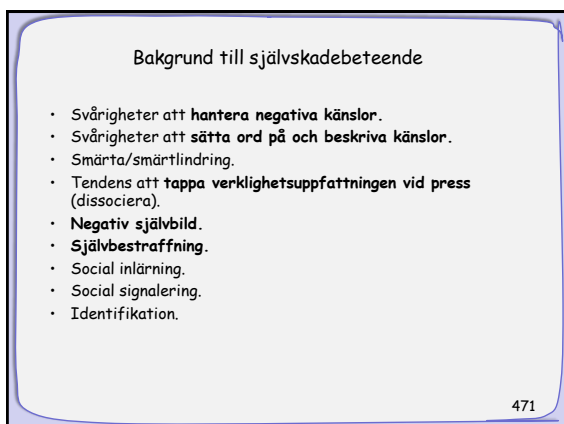 Bakgrund till självskadebeteende
• Svårigheter att hantera negativa känslor.
• Svårigheter att sätta ord på och beskriva känslor.
• Smärta/smärtlindring.
• Tendens att tappa verklighetsuppfattningen vid press
(dissociera).
• Negativ självbild.
• Självbestraffning.
• Social inlärning.
• Social signalering.
• Identifikation.
471